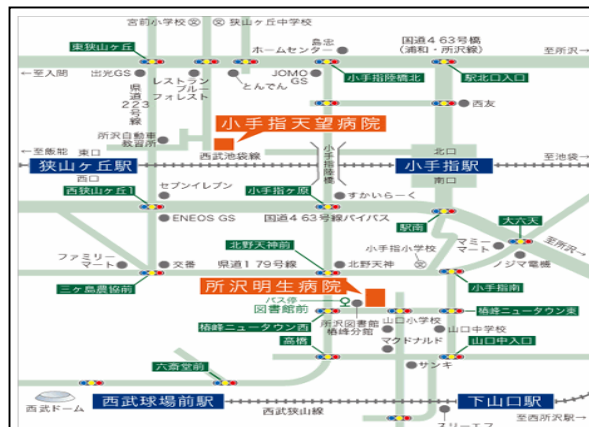 宮前小学校
狭山ヶ丘中学校
東狭山ヶ丘
島忠
ホームセンター
国道463号橋
(浦和・所沢線)
至所沢→
←至入間
出光GS
レストラン
ブルー
フォレスト
とんでん
JOMO
GS
小手指陸橋北
駅北口入口
県道223号線
西友
所沢自動車
教習所
小手指天望病院
←至飯能
東口
西武池袋線
小手指陸橋
北口
狭山ヶ丘駅
小手指駅
至池袋→
西口
南口
セブンイレブン
西狭山ヶ丘1
小手指ヶ原
すかいらーく
ENEOS GS
国道463号線バイパス
駅南
大六天
北野天神前
小手指小学校
マミー
マート
至所沢→
ファミリー
マート
交番
県道179号線
北野天神
ノジマ電機
三ヶ島農協前
所沢明生病院
小手指南
バス停
図書館前
椿峰ニュータウン西
所沢図書館
椿峰分館
山口小学校
椿峰ニュータウン東
高橋
マクドナルド
山口中学校
山口中入口
六斎堂前
サンキ
西武ドーム
西武球場前駅
西武狭山線
下山口駅
スリーエフ
至西所沢駅→